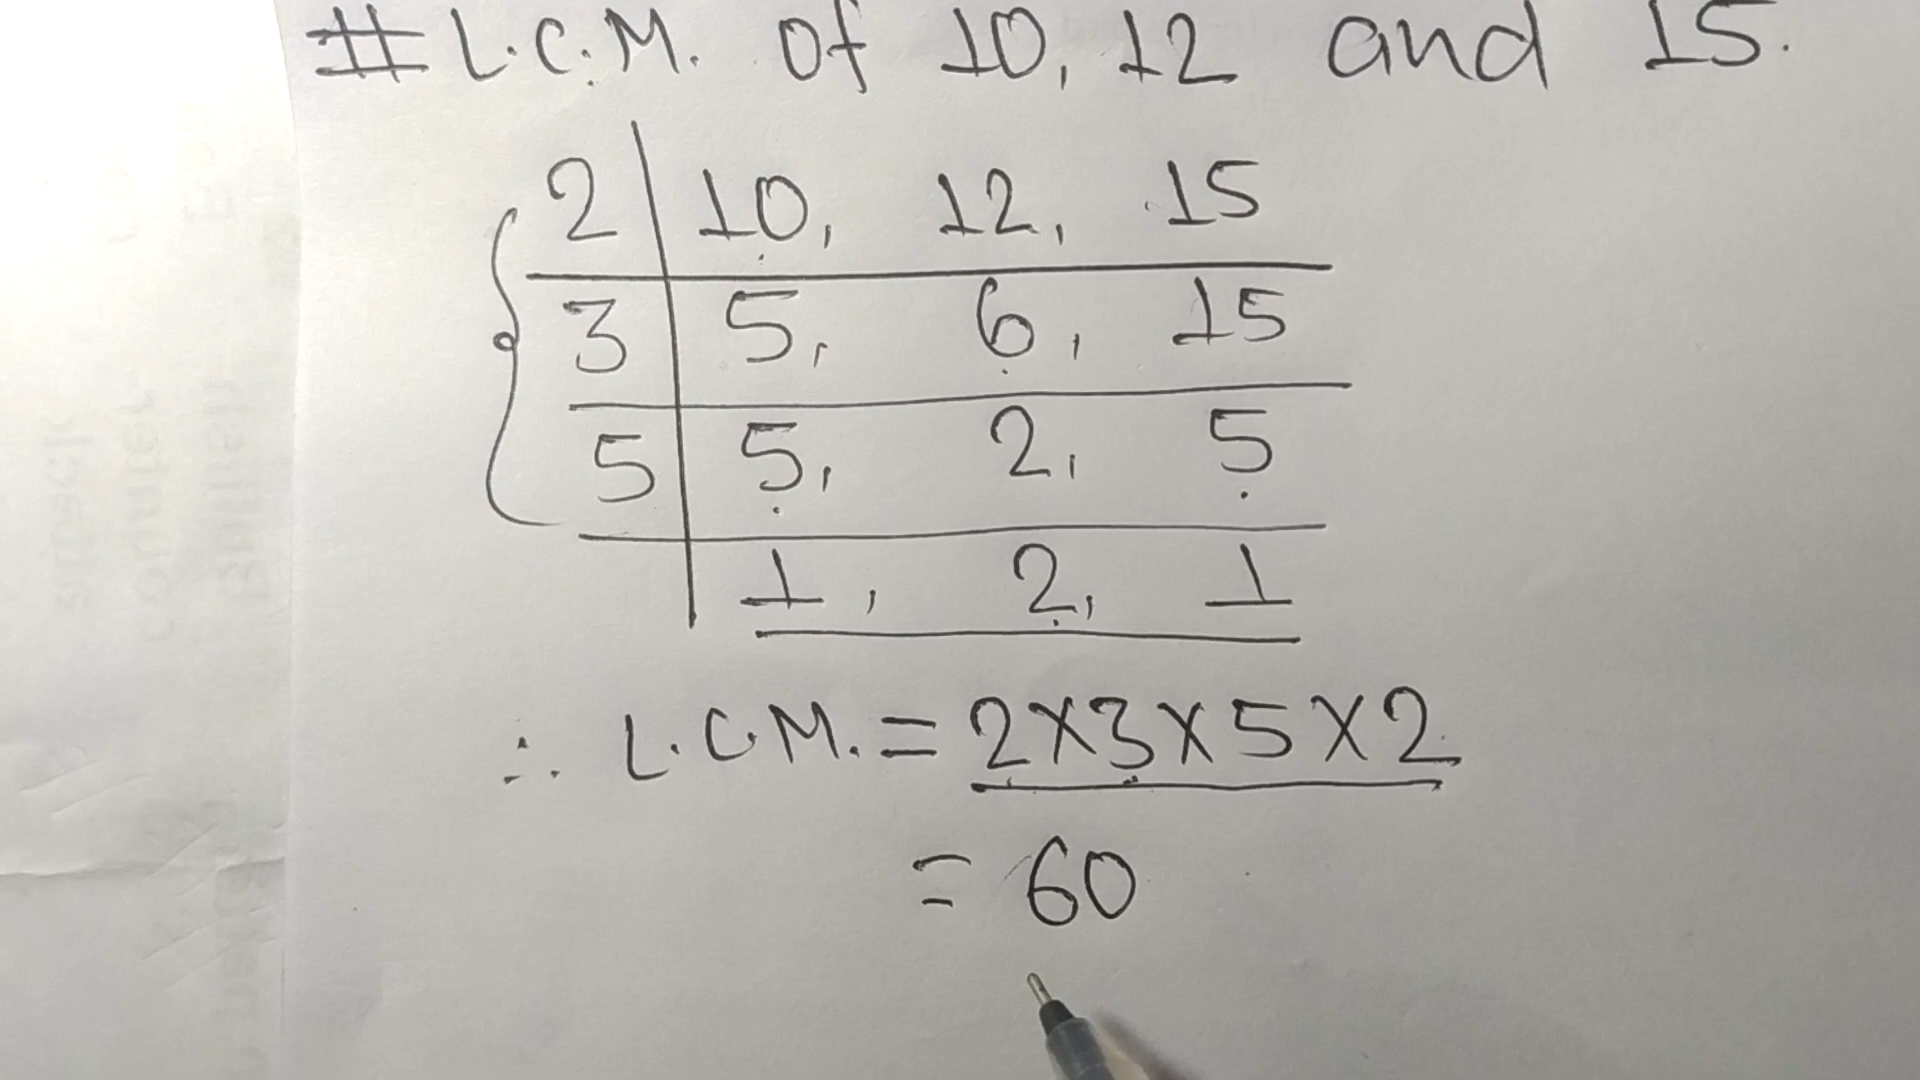 # L.C.M. of 10, 12 and 15.
2 | 10, 12, 15
3 | 5, 6, 15
5 | 5, 2, 5
1, 2, 1
∴ L.C.M. = 2×3×5×2
= 60